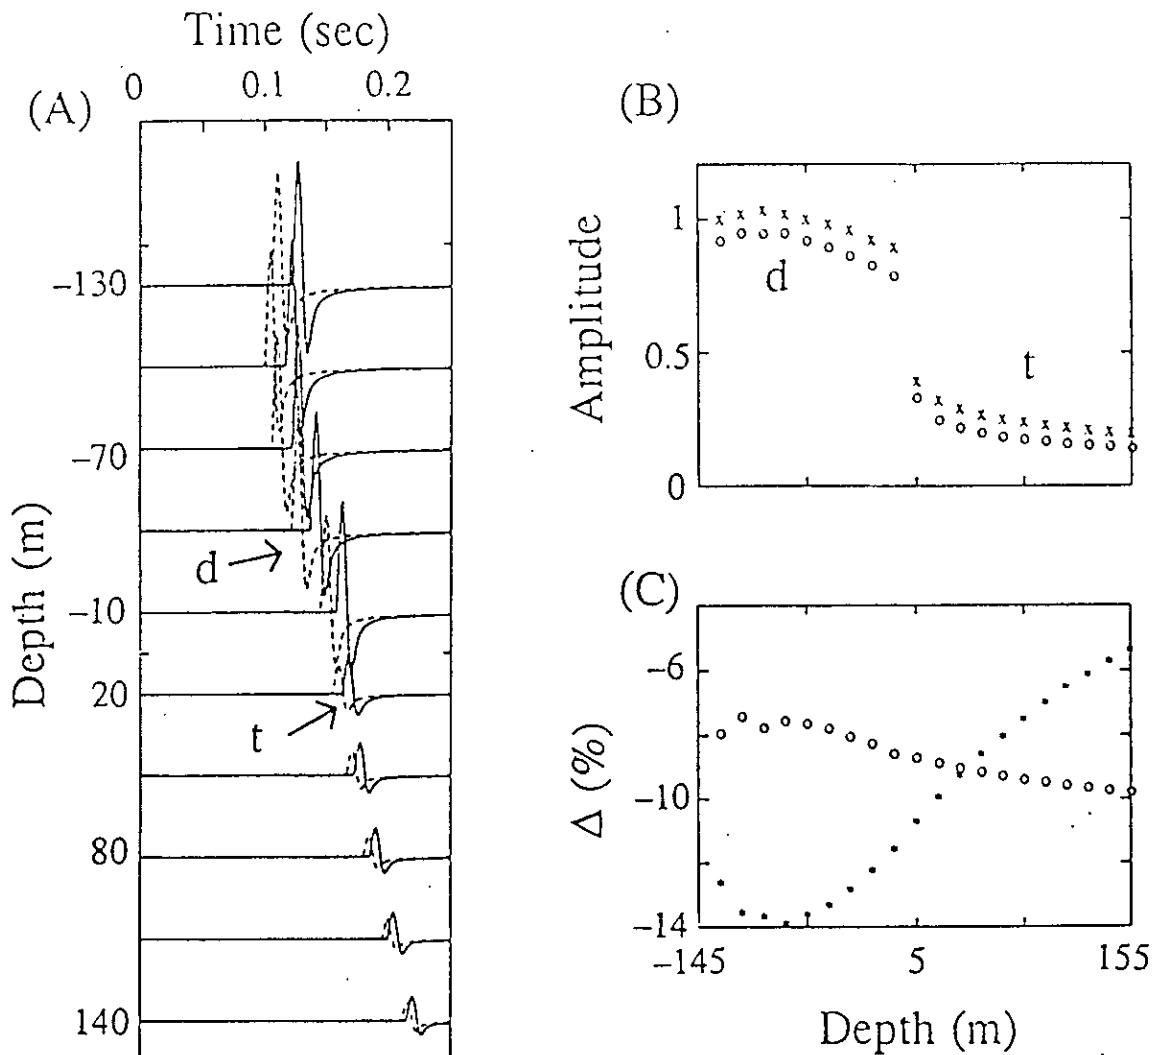 Time (sec)
0 0.1 0.2
(A)
Depth (m)
−130
−70
−10
20
80
140
d
t
(B)
Amplitude
1
0.5
0
d
t
(C)
Δ (%)
−6
−10
−14
−145 5 155
Depth (m)